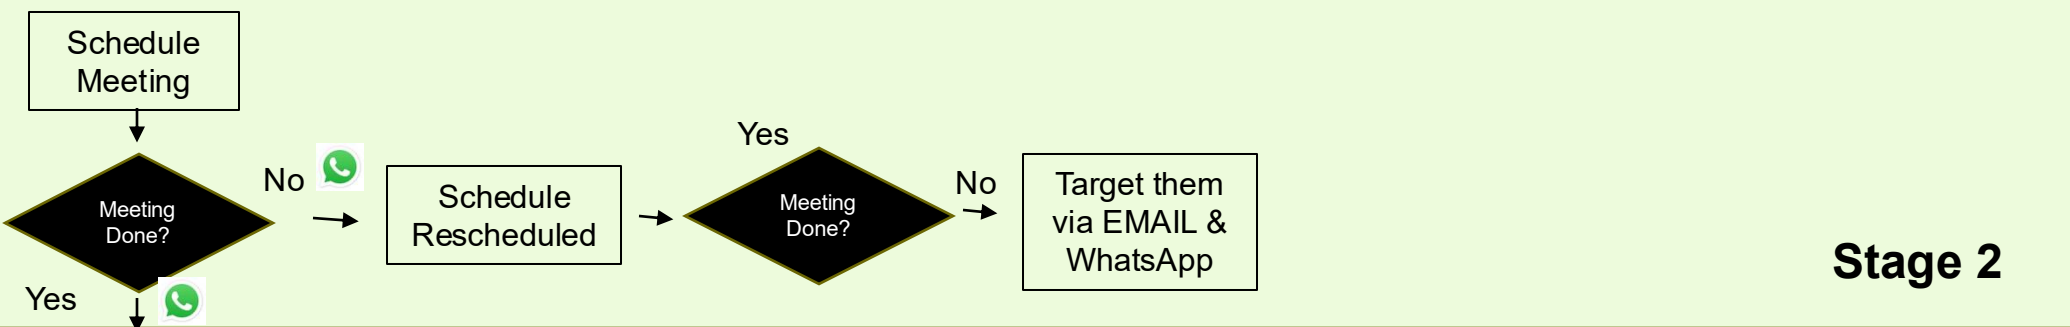 Schedule
Meeting
Meeting
Done?
Yes
No
Schedule
Rescheduled
Yes
Meeting
Done?
No
Target them
via EMAIL &
WhatsApp
Stage 2